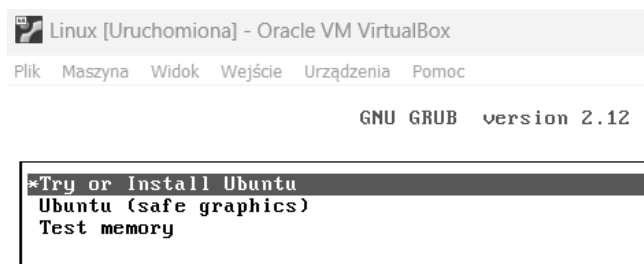 Linux [Uruchomiona] - Oracle VM VirtualBox
Plik Maszyna Widok Wejście Urządzenia Pomoc
GNU GRUB version 2.12
*Try or Install Ubuntu
Ubuntu (safe graphics)
Test memory